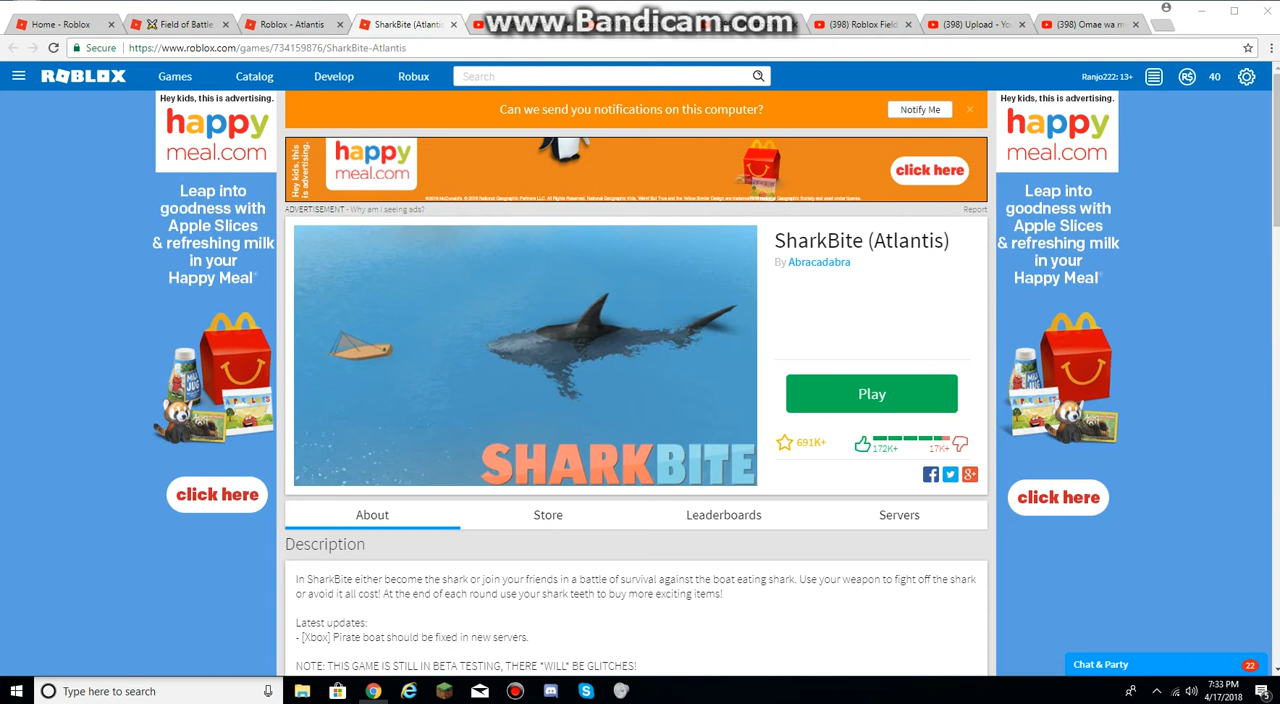 Home - Roblox
Field of Battle
Roblox - Atlantis
SharkBite (Atlantis
(398) Roblox Field
(398) Upload - Yo
(398) Omae wa m
www.Bandicam.com
Secure
https://www.roblox.com/games/734159876/SharkBite-Atlantis
ROBLOX
Games
Catalog
Develop
Robux
Search
Ranjo222: 13+
R$
40
Can we send you notifications on this computer?
Notify Me
Hey kids, this is advertising.
happy
meal.com
Leap into
goodness with
Apple Slices
& refreshing milk
in your
Happy Meal
click here
Hey kids, this
is advertising.
happy
meal.com
click here
ADVERTISEMENT - Why am I seeing ads?
Report
SHARKBITE
SharkBite (Atlantis)
By Abracadabra
Play
691K+
172K+
17K+
About
Store
Leaderboards
Servers
Description
In SharkBite either become the shark or join your friends in a battle of survival against the boat eating shark. Use your weapon to fight off the shark
or avoid it all cost! At the end of each round use your shark teeth to buy more exciting items!
Latest updates:
- [Xbox] Pirate boat should be fixed in new servers.
NOTE: THIS GAME IS STILL IN BETA TESTING, THERE *WILL* BE GLITCHES!
Hey kids, this is advertising.
happy
meal.com
Leap into
goodness with
Apple Slices
& refreshing milk
in your
Happy Meal
click here
Chat & Party
22
Type here to search
7:33 PM
4/17/2018
5